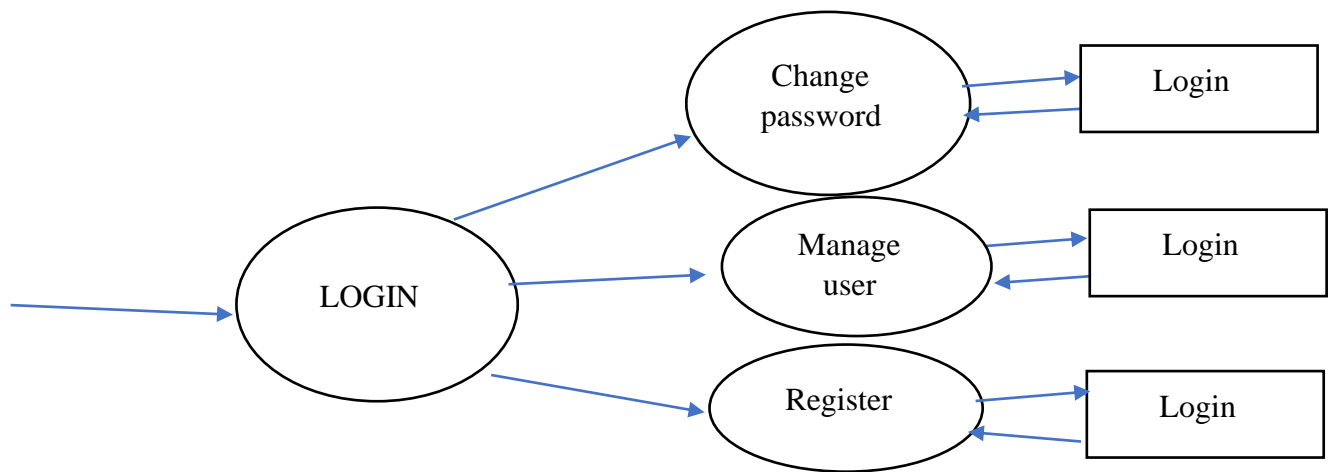 Change
password
Login
Manage
user
Login
LOGIN
Register
Login